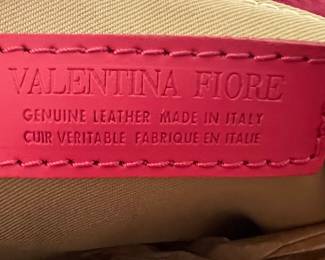 VALENTINA FIORE
GENUINE LEATHER MADE IN ITALY
CUIR VERITABLE FABRIQUE EN ITALIE